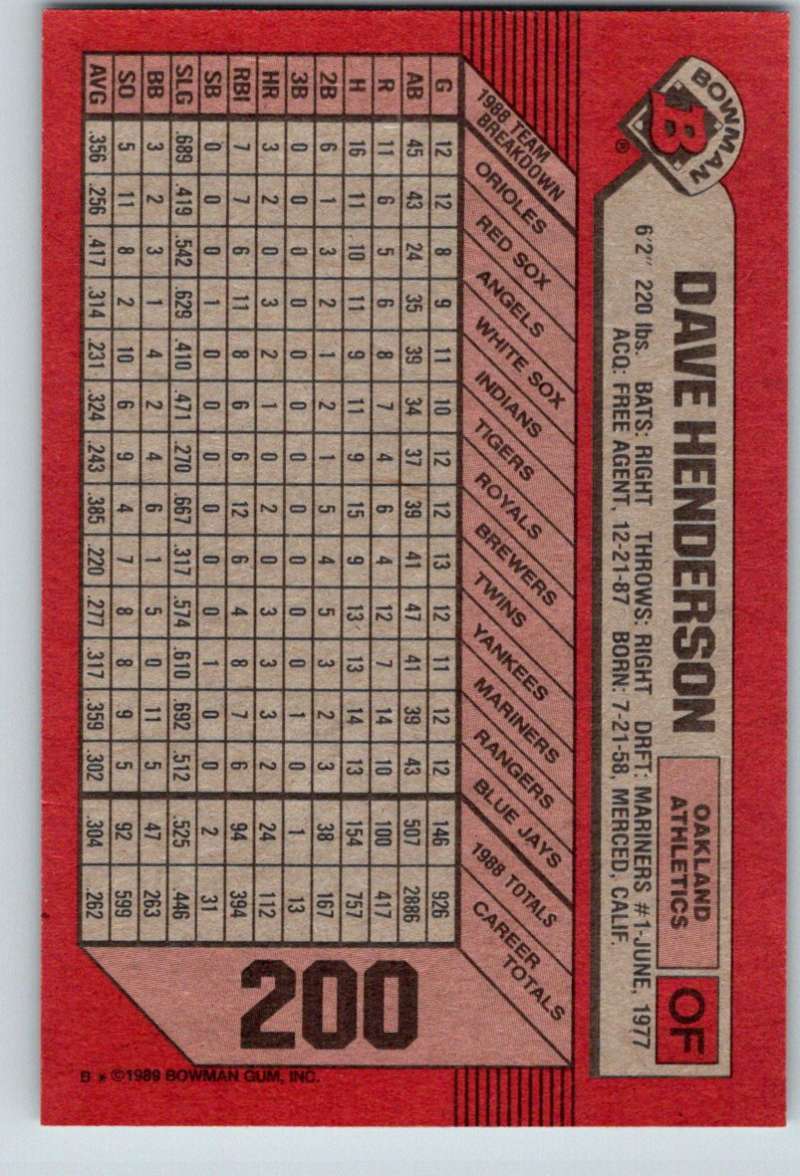 BOWMAN
B
®
DAVE HENDERSON
OAKLAND
ATHLETICS
OF
6'2" 220 lbs. BATS: RIGHT THROWS: RIGHT DRFT: MARINERS #1-JUNE, 1977
ACQ: FREE AGENT, 12-21-87 BORN: 7-21-58, MERCED, CALIF.
1988 TEAM BREAKDOWN ORIOLES RED SOX ANGELS WHITE SOX INDIANS TIGERS ROYALS BREWERS TWINS YANKEES MARINERS RANGERS BLUE JAYS 1988 TOTALS CAREER TOTALS
G 12 12 8 9 11 10 12 12 13 12 11 12 12 146 926
AB 45 43 24 35 39 34 37 39 41 47 41 39 43 507 2886
R 11 6 5 6 8 7 4 6 4 12 7 14 10 100 417
H 16 11 10 11 9 11 9 15 9 13 13 14 13 154 757
2B 6 1 3 2 1 2 1 5 4 5 3 2 3 38 167
3B 0 0 0 0 0 0 0 0 0 0 0 1 0 1 13
HR 3 2 0 3 2 1 0 2 0 3 3 3 2 24 112
RBI 7 7 6 11 8 6 6 12 6 4 8 7 6 94 394
SB 0 0 0 1 0 0 0 0 0 0 1 0 0 2 31
SLG .689 .419 .542 .629 .410 .471 .270 .667 .317 .574 .610 .692 .512 .525 .446
BB 3 2 3 1 4 2 4 6 1 5 0 11 5 47 263
SO 5 11 8 2 10 6 9 4 7 8 8 9 5 92 599
AVG .356 .256 .417 .314 .231 .324 .243 .385 .220 .277 .317 .359 .302 .304 .262
200
B * ©1989 BOWMAN GUM, INC.